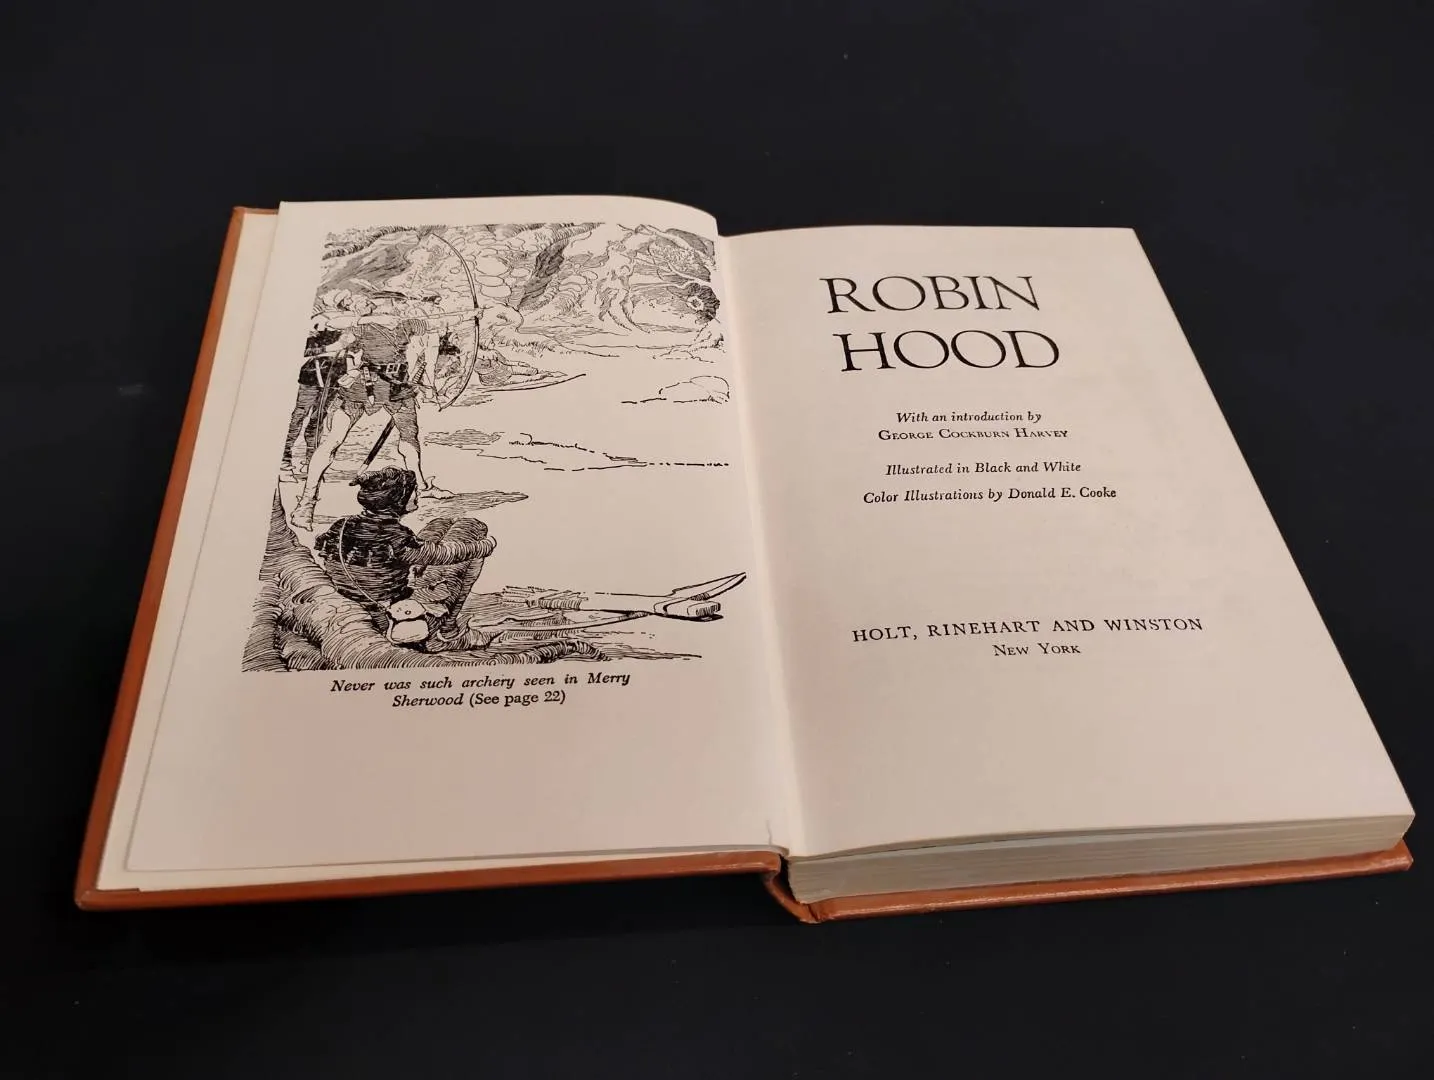 Never was such archery seen in Merry
Sherwood (See page 22)
ROBIN
HOOD
With an introduction by
GEORGE COCKBURN HARVEY
Illustrated in Black and White
Color Illustrations by Donald E. Cooke
HOLT, RINEHART AND WINSTON
NEW YORK